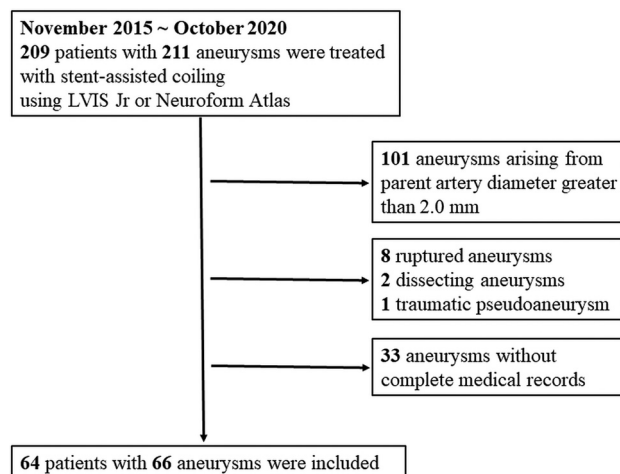 November 2015 ~ October 2020
209 patients with 211 aneurysms were treated
with stent-assisted coiling
using LVIS Jr or Neuroform Atlas
101 aneurysms arising from
parent artery diameter greater
than 2.0 mm
8 ruptured aneurysms
2 dissecting aneurysms
1 traumatic pseudoaneurysm
33 aneurysms without
complete medical records
64 patients with 66 aneurysms were included